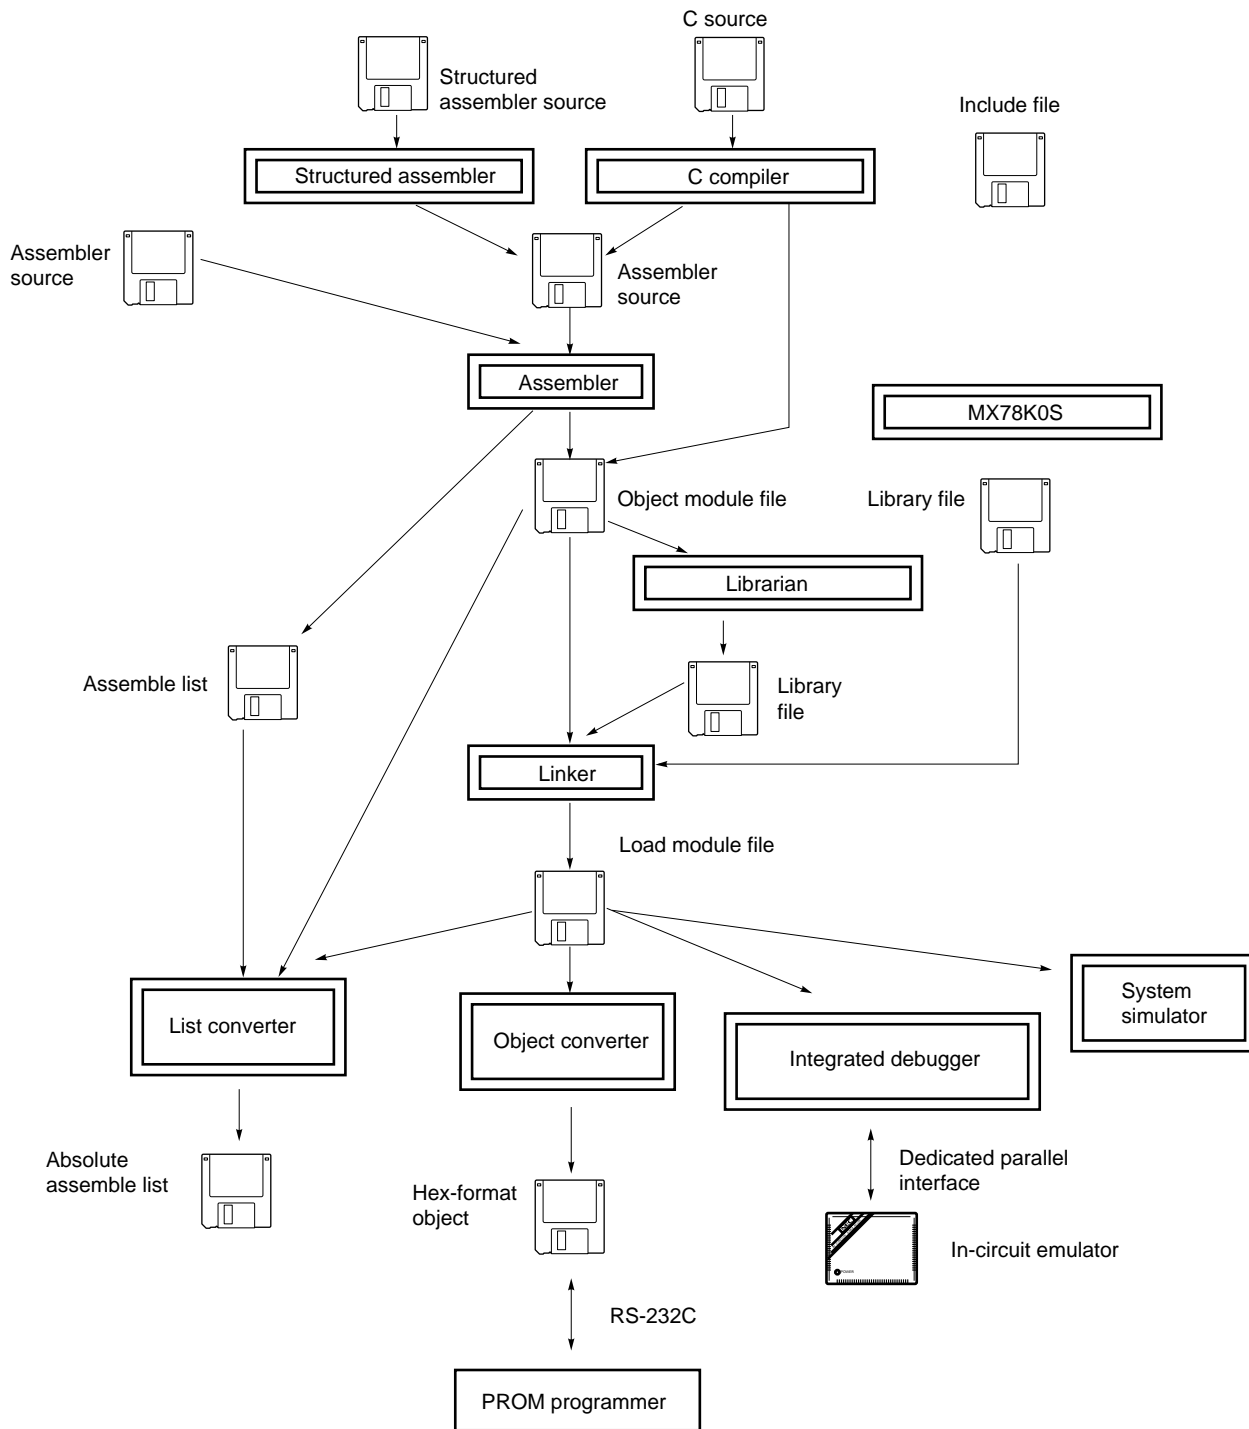 C source
Structured
assembler source
Include file
Structured assembler
C compiler
Assembler
source
Assembler
source
Assembler
MX78K0S
Object module file
Library file
Librarian
Assemble list
Library
file
Linker
Load module file
List converter
Object converter
Integrated debugger
System
simulator
Absolute
assemble list
Hex-format
object
Dedicated parallel
interface
In-circuit emulator
RS-232C
PROM programmer